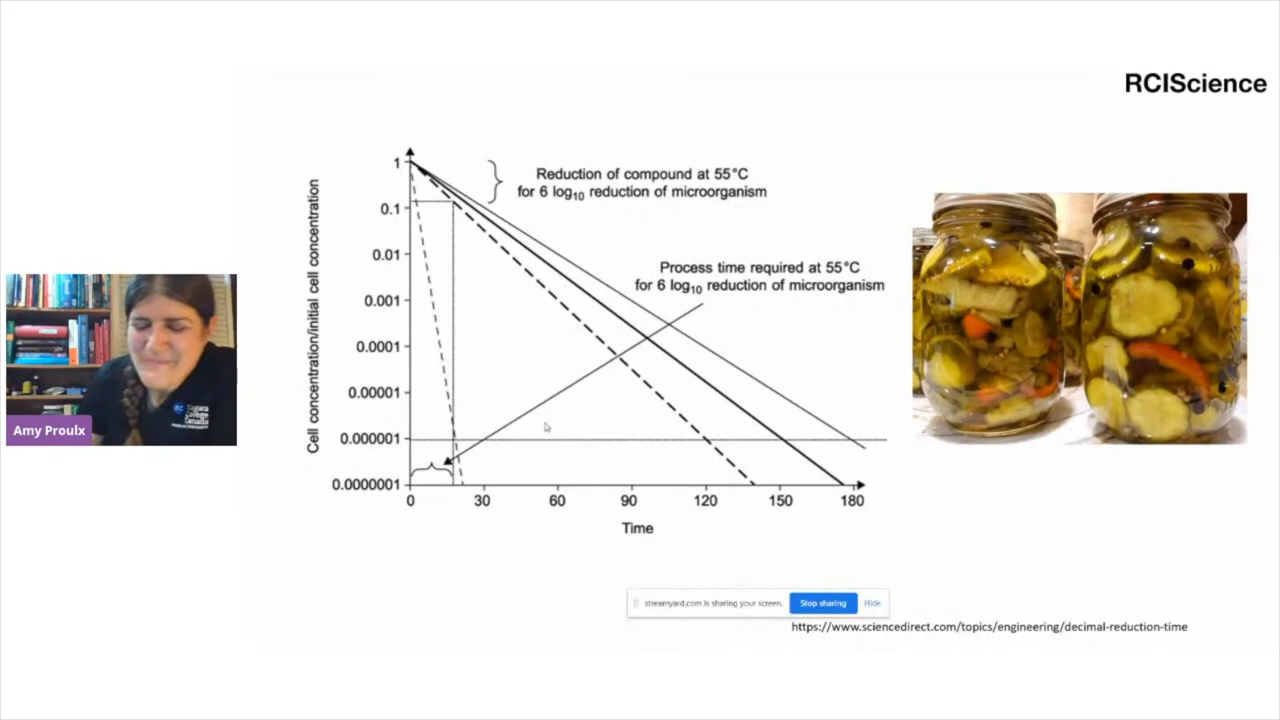 RCIScience
Reduction of compound at 55°C
for 6 log10 reduction of microorganism
Process time required at 55°C
for 6 log10 reduction of microorganism
Cell concentration/initial cell concentration
1
0.1
0.01
0.001
0.0001
0.00001
0.000001
0.0000001
0 30 60 90 120 150 180
Time
Niagara
College
Canada
Amy Proulx
streamyard.com is sharing your screen. Stop sharing Hide
https://www.sciencedirect.com/topics/engineering/decimal-reduction-time